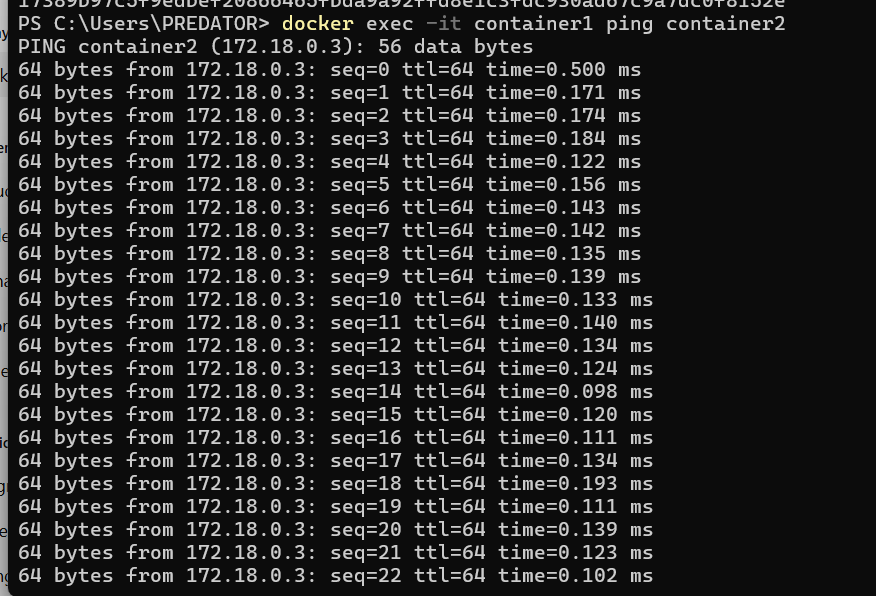 PS C:\Users\PREDATOR> docker exec -it container1 ping container2
PING container2 (172.18.0.3): 56 data bytes
64 bytes from 172.18.0.3: seq=0 ttl=64 time=0.500 ms
64 bytes from 172.18.0.3: seq=1 ttl=64 time=0.171 ms
64 bytes from 172.18.0.3: seq=2 ttl=64 time=0.174 ms
64 bytes from 172.18.0.3: seq=3 ttl=64 time=0.184 ms
64 bytes from 172.18.0.3: seq=4 ttl=64 time=0.122 ms
64 bytes from 172.18.0.3: seq=5 ttl=64 time=0.156 ms
64 bytes from 172.18.0.3: seq=6 ttl=64 time=0.143 ms
64 bytes from 172.18.0.3: seq=7 ttl=64 time=0.142 ms
64 bytes from 172.18.0.3: seq=8 ttl=64 time=0.135 ms
64 bytes from 172.18.0.3: seq=9 ttl=64 time=0.139 ms
64 bytes from 172.18.0.3: seq=10 ttl=64 time=0.133 ms
64 bytes from 172.18.0.3: seq=11 ttl=64 time=0.140 ms
64 bytes from 172.18.0.3: seq=12 ttl=64 time=0.134 ms
64 bytes from 172.18.0.3: seq=13 ttl=64 time=0.124 ms
64 bytes from 172.18.0.3: seq=14 ttl=64 time=0.098 ms
64 bytes from 172.18.0.3: seq=15 ttl=64 time=0.120 ms
64 bytes from 172.18.0.3: seq=16 ttl=64 time=0.111 ms
64 bytes from 172.18.0.3: seq=17 ttl=64 time=0.134 ms
64 bytes from 172.18.0.3: seq=18 ttl=64 time=0.193 ms
64 bytes from 172.18.0.3: seq=19 ttl=64 time=0.111 ms
64 bytes from 172.18.0.3: seq=20 ttl=64 time=0.139 ms
64 bytes from 172.18.0.3: seq=21 ttl=64 time=0.123 ms
64 bytes from 172.18.0.3: seq=22 ttl=64 time=0.102 ms